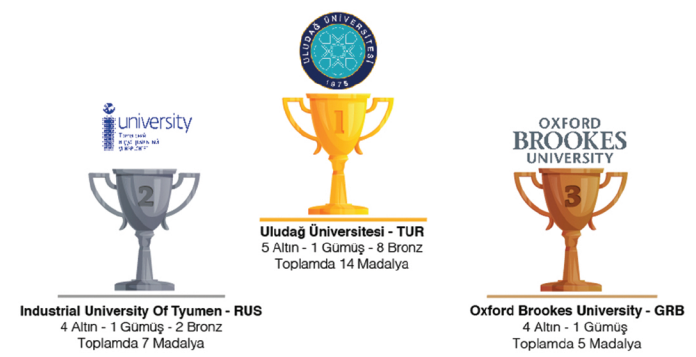 ULUDAĞ ÜNİVERSİTESİ
1975
1
Uludağ Üniversitesi - TUR
5 Altın - 1 Gümüş - 8 Bronz
Toplamda 14 Madalya
university
2
Industrial University Of Tyumen - RUS
4 Altın - 1 Gümüş - 2 Bronz
Toplamda 7 Madalya
OXFORD
BROOKES
UNIVERSITY
3
Oxford Brookes University - GRB
4 Altın - 1 Gümüş
Toplamda 5 Madalya